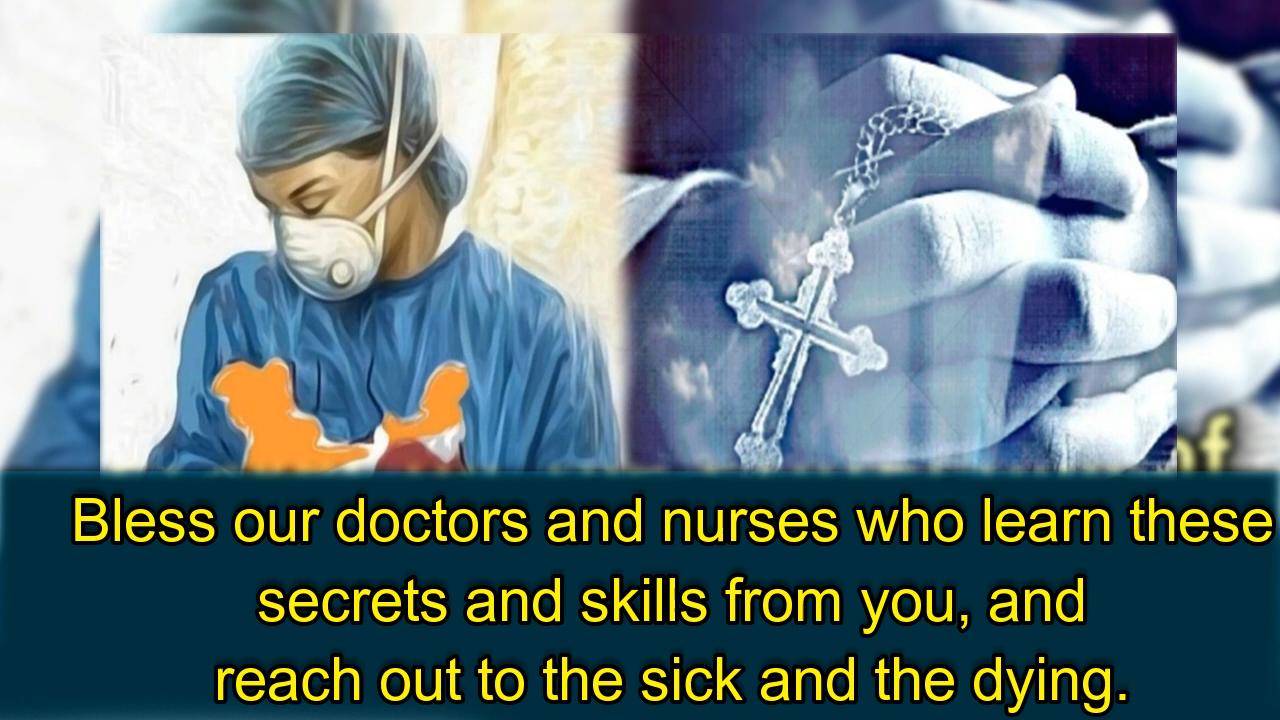 of
Bless our doctors and nurses who learn these
secrets and skills from you, and
reach out to the sick and the dying.